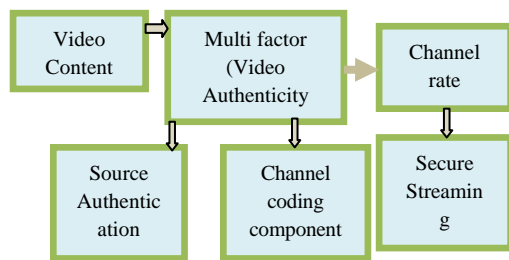 Video
Content
Multi factor
(Video
Authenticity
Channel
rate
Source
Authentic
ation
Channel
coding
component
Secure
Streamin
g